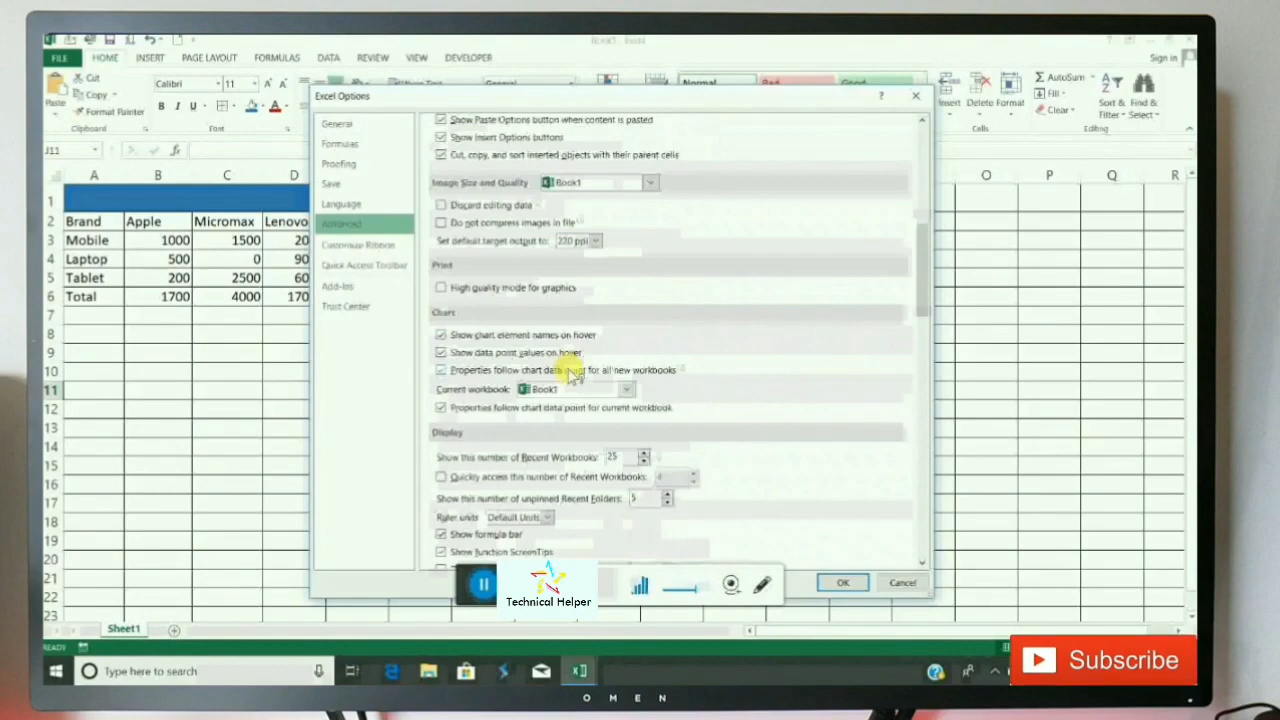 FILE HOME INSERT PAGE LAYOUT FORMULAS DATA REVIEW VIEW DEVELOPER
Sign in
Cut
Copy
Format Painter
Paste
Clipboard
Calibri 11
B I U
Font
Normal Good
Insert Delete Format
Cells
AutoSum
Fill
Clear
Sort & Filter
Find & Select
Editing
J11
A B C D O P Q R
1
2 Brand Apple Micromax Lenovo
3 Mobile 1000 1500 20
4 Laptop 500 0 90
5 Tablet 200 2500 60
6 Total 1700 4000 170
7
8
9
10
11
12
13
14
15
16
17
18
19
20
21
22
23
Excel Options
?
General
Formulas
Proofing
Save
Language
Advanced
Customize Ribbon
Quick Access Toolbar
Add-Ins
Trust Center
Show Paste Options button when content is pasted
Show Insert Options buttons
Cut, copy, and sort inserted objects with their parent cells
Image Size and Quality Book1
Discard editing data
Do not compress images in file
Set default target output to: 220 ppi
Print
High quality mode for graphics
Chart
Show chart element names on hover
Show data point values on hover
Properties follow chart data point for all new workbooks
Current workbook: Book1
Properties follow chart data point for current workbook
Display
Show this number of Recent Workbooks: 25
Quickly access this number of Recent Workbooks: 4
Show this number of unpinned Recent Folders: 5
Ruler units Default Units
Show formula bar
Show function ScreenTips
OK Cancel
Technical Helper
Sheet1
READY
Type here to search
Subscribe
OMEN